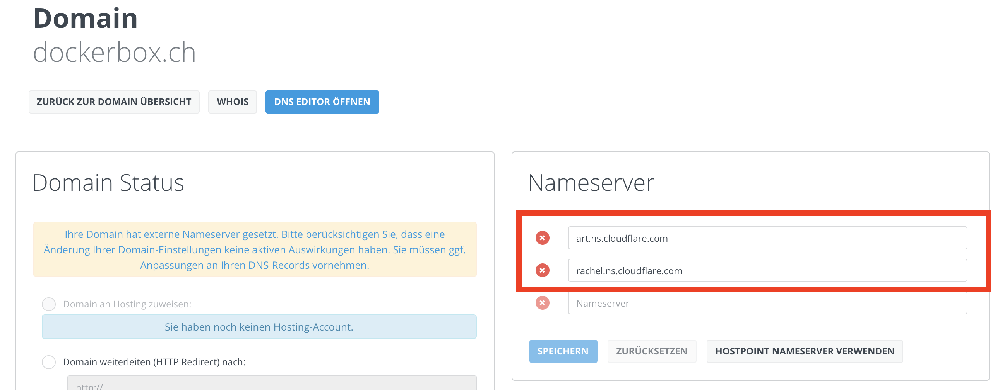 Domain
dockerbox.ch
ZURÜCK ZUR DOMAIN ÜBERSICHT
WHOIS
DNS EDITOR ÖFFNEN
Domain Status
Ihre Domain hat externe Nameserver gesetzt. Bitte berücksichtigen Sie, dass eine
Änderung Ihrer Domain-Einstellungen keine aktiven Auswirkungen haben. Sie müssen ggf.
Anpassungen an Ihren DNS-Records vornehmen.
Domain an Hosting zuweisen:
Sie haben noch keinen Hosting-Account.
Domain weiterleiten (HTTP Redirect) nach:
http://
Nameserver
art.ns.cloudflare.com
rachel.ns.cloudflare.com
Nameserver
SPEICHERN
ZURÜCKSETZEN
HOSTPOINT NAMESERVER VERWENDEN